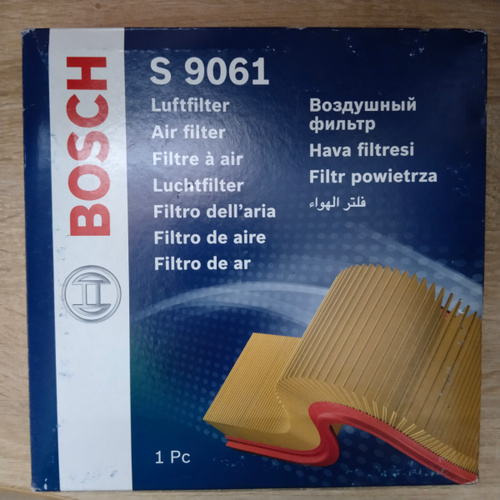 BOSCH
S 9061
Luftfilter
Air filter
Filtre à air
Luchtfilter
Filtro dell'aria
Filtro de aire
Filtro de ar
Воздушный
фильтр
Hava filtresi
Filtr powietrza
فلتر الهواء
1 Pc